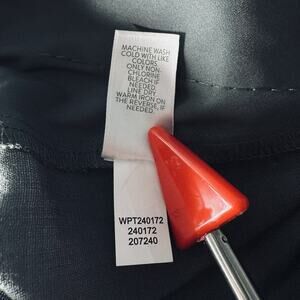 MACHINE WASH
COLD WITH LIKE
COLORS.
ONLY NON-
CHLORINE
BLEACH IF
NEEDED.
LINE DRY.
WARM IRON ON
THE REVERSE, IF
NEEDED.
WPT240172
240172
207240